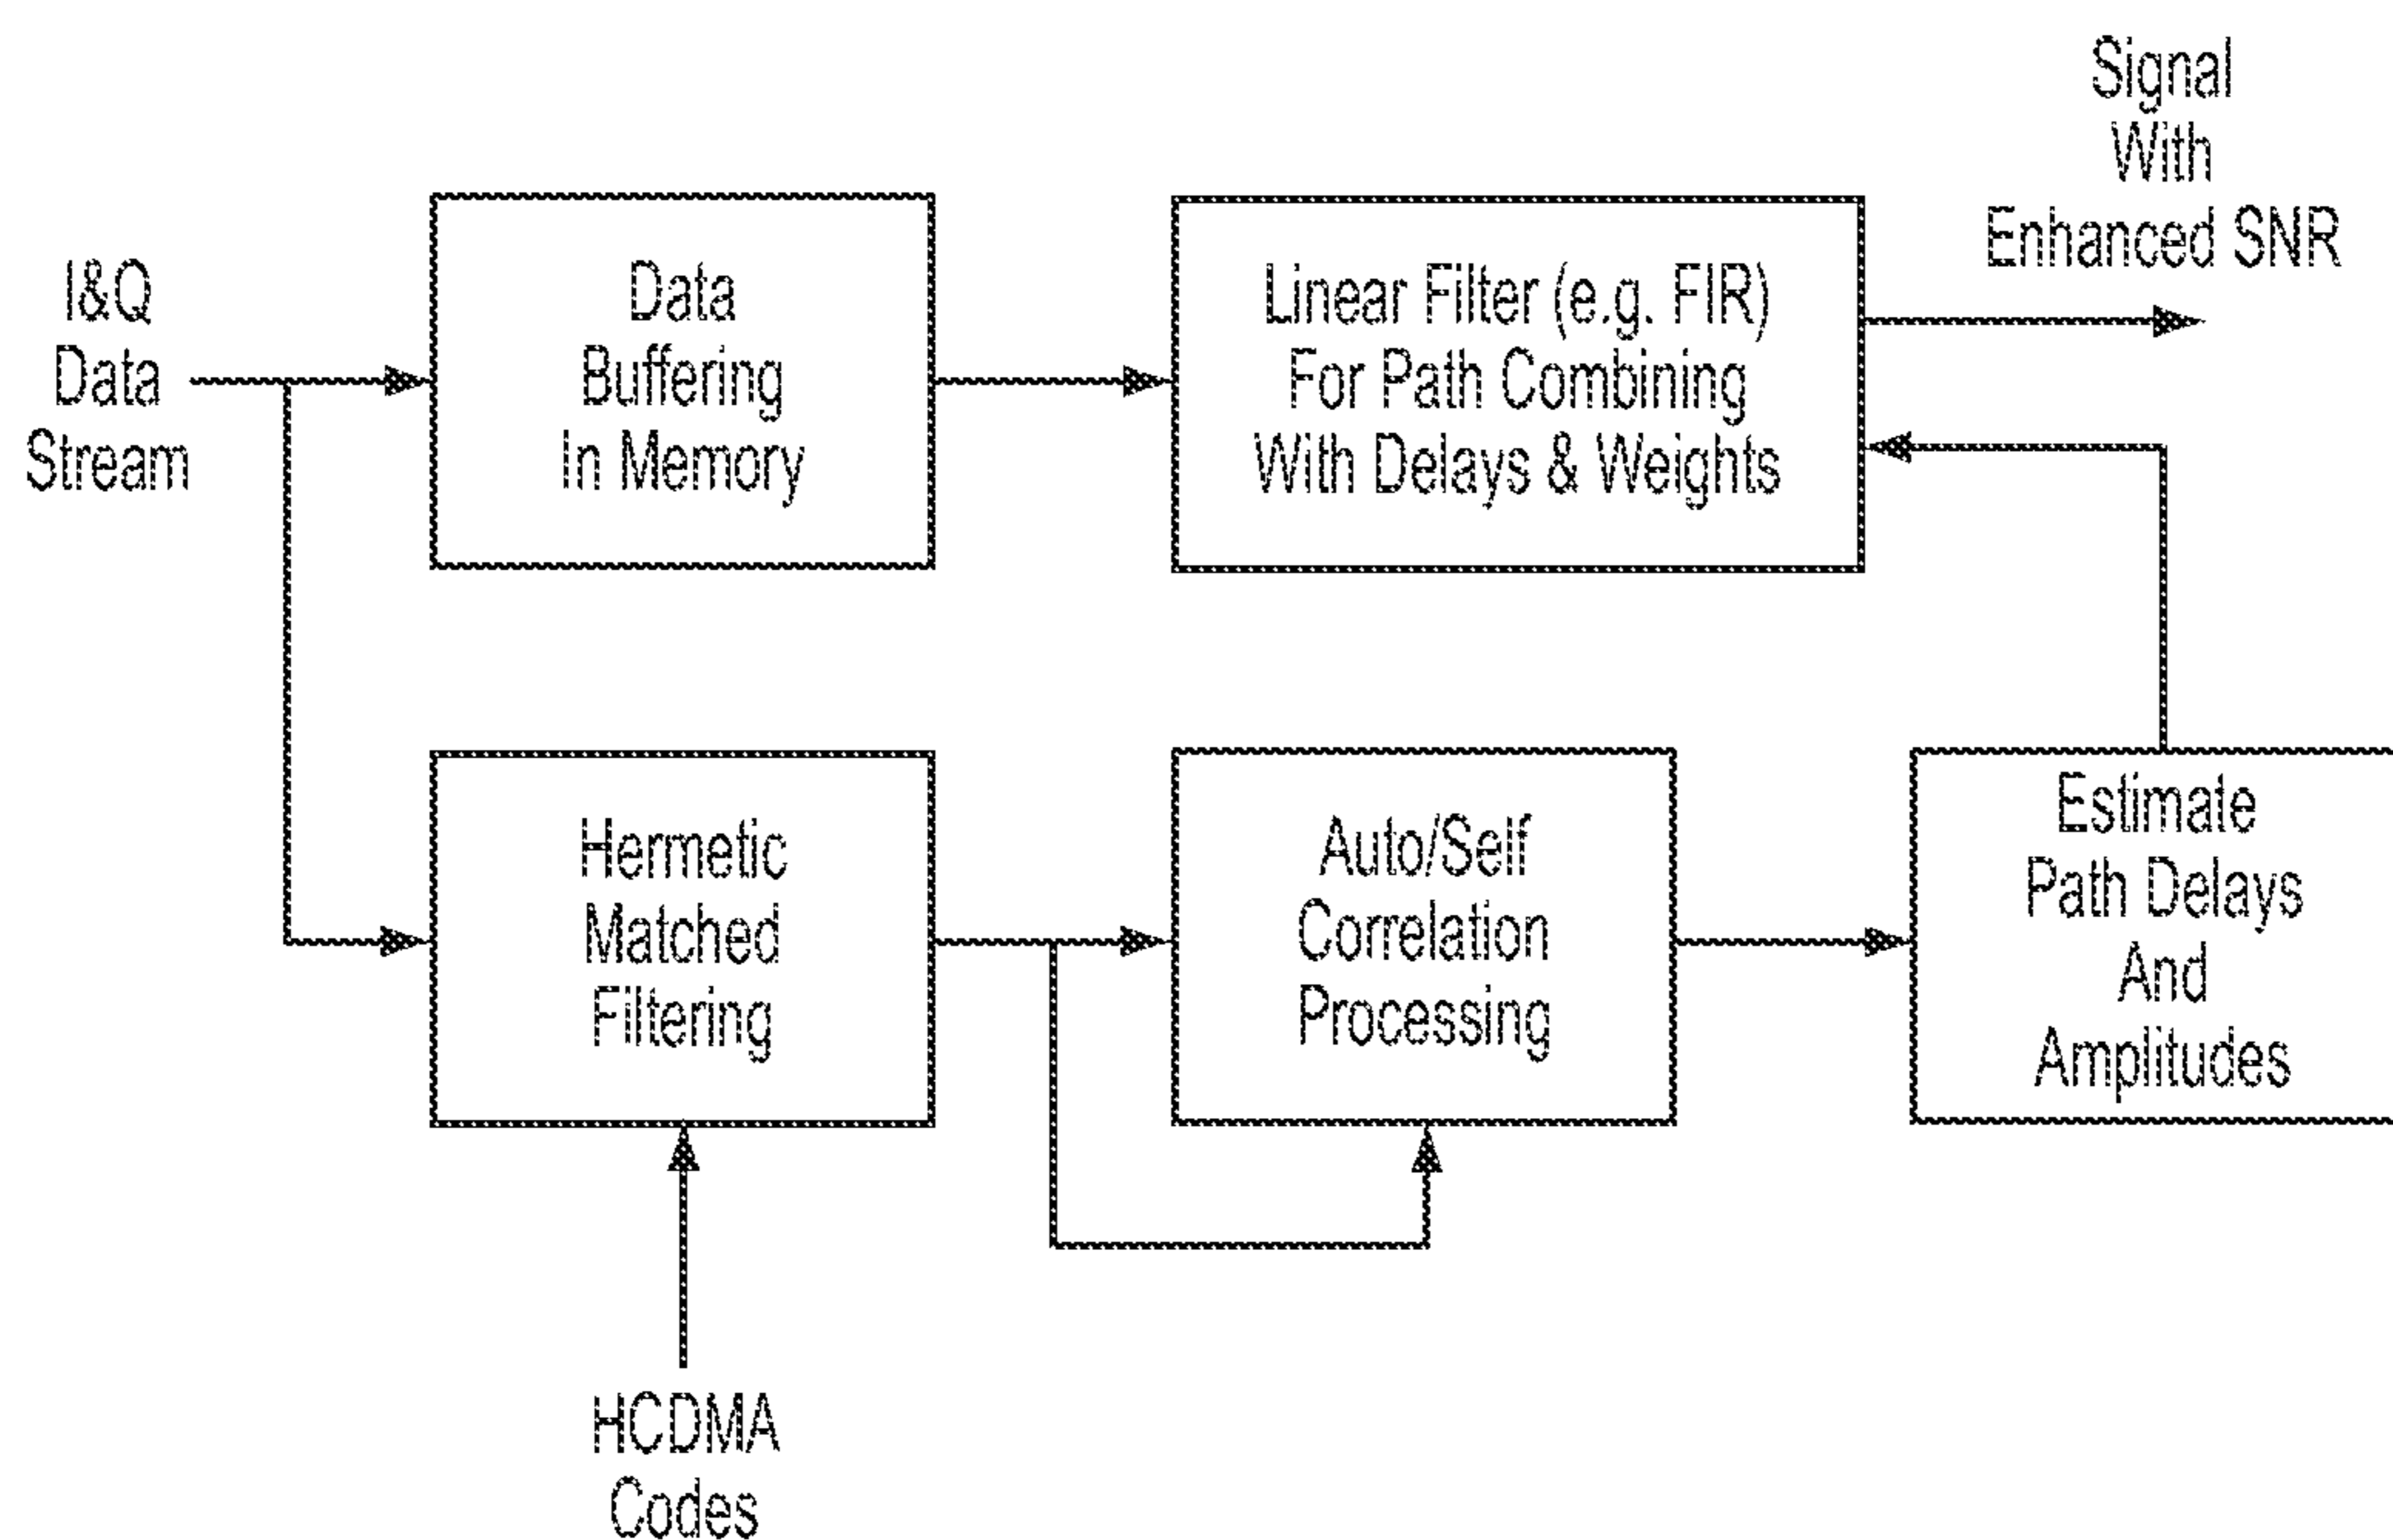 Signal
With
Enhanced SNR
I&Q
Data
Stream
Data
Buffering
In Memory
Linear Filter (e.g. FIR)
For Path Combining
With Delays & Weights
Hermetic
Matched
Filtering
Auto/Self
Correlation
Processing
Estimate
Path Delays
And
Amplitudes
HCDMA
Codes